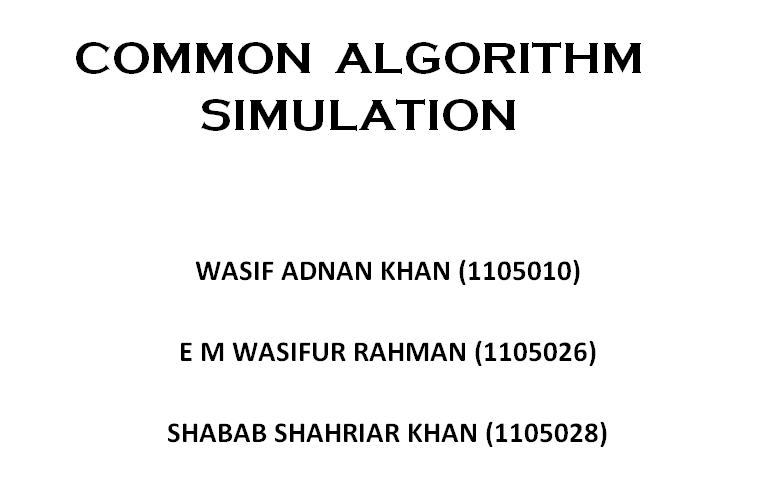 COMMON ALGORITHM
SIMULATION
WASIF ADNAN KHAN (1105010)
E M WASIFUR RAHMAN (1105026)
SHABAB SHAHRIAR KHAN (1105028)